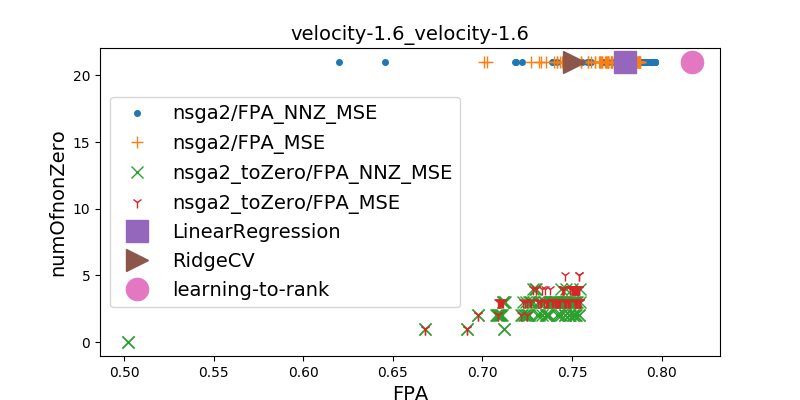 velocity-1.6_velocity-1.6
numOfnonZero
20
15
10
5
0
nsga2/FPA_NNZ_MSE
nsga2/FPA_MSE
nsga2_toZero/FPA_NNZ_MSE
nsga2_toZero/FPA_MSE
LinearRegression
RidgeCV
learning-to-rank
0.50 0.55 0.60 0.65 0.70 0.75 0.80
FPA